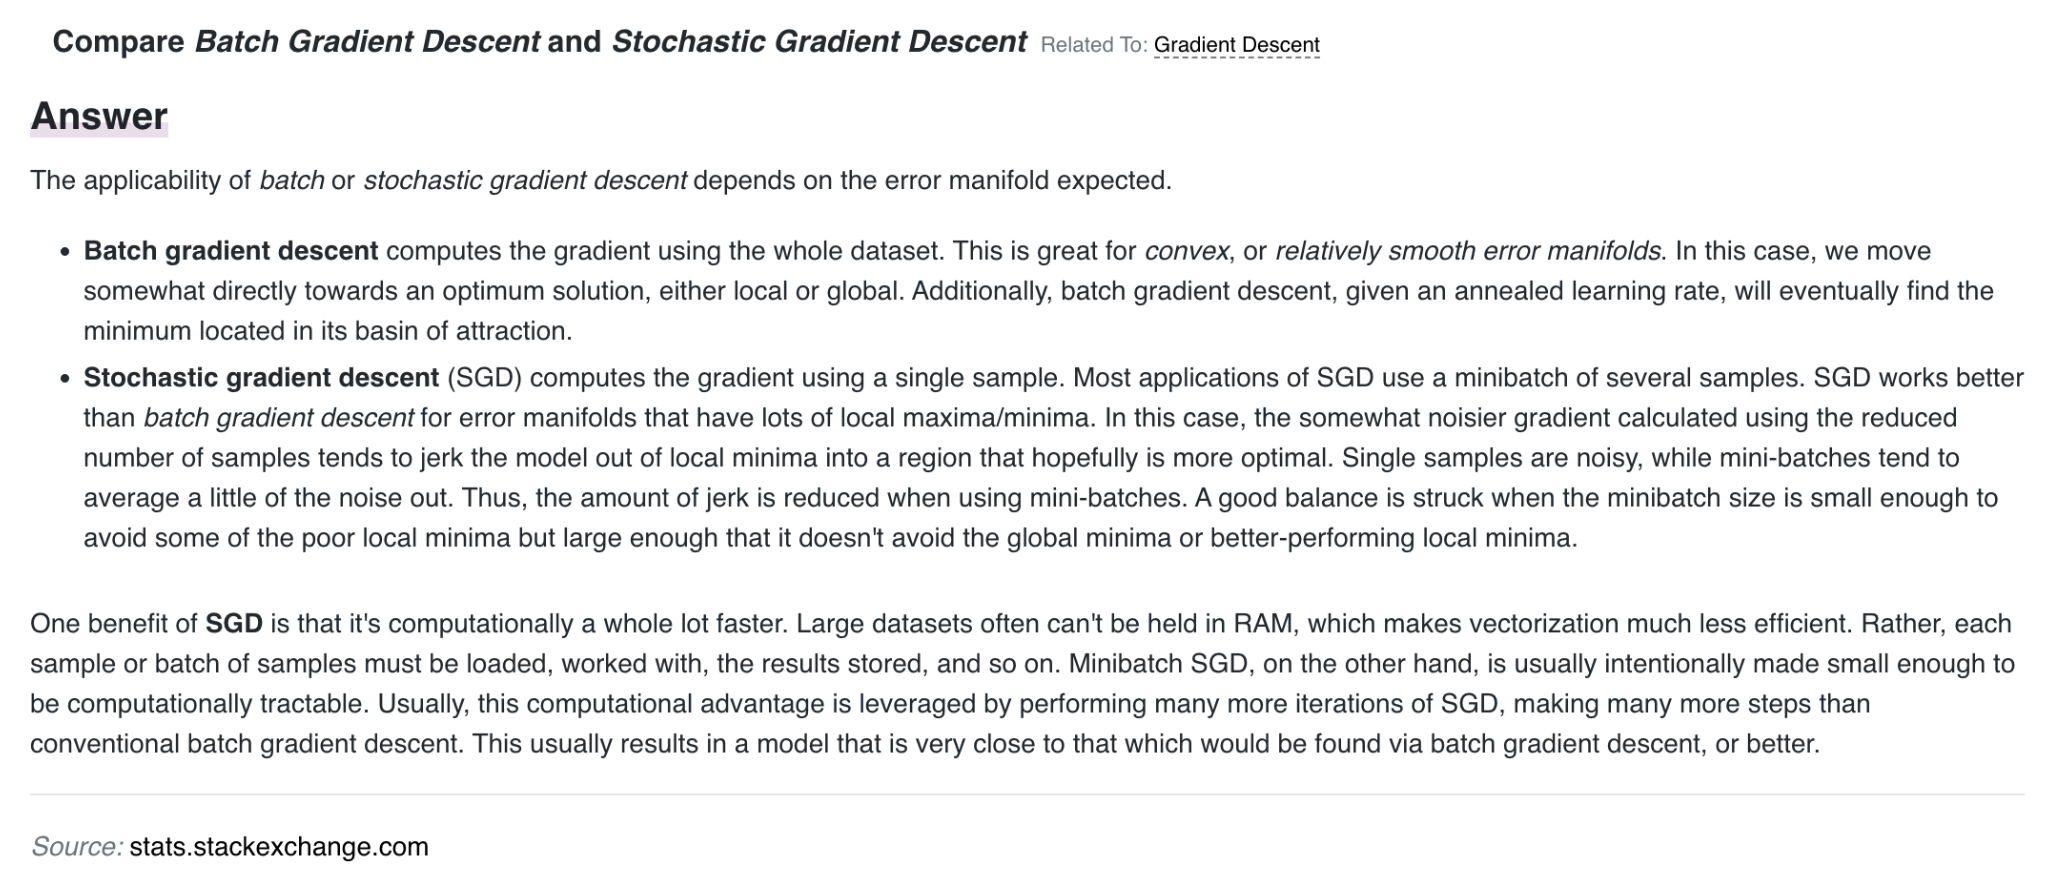 Compare Batch Gradient Descent and Stochastic Gradient Descent Related To: Gradient Descent
Answer
The applicability of batch or stochastic gradient descent depends on the error manifold expected.
• Batch gradient descent computes the gradient using the whole dataset. This is great for convex, or relatively smooth error manifolds. In this case, we move
somewhat directly towards an optimum solution, either local or global. Additionally, batch gradient descent, given an annealed learning rate, will eventually find the
minimum located in its basin of attraction.
• Stochastic gradient descent (SGD) computes the gradient using a single sample. Most applications of SGD use a minibatch of several samples. SGD works better
than batch gradient descent for error manifolds that have lots of local maxima/minima. In this case, the somewhat noisier gradient calculated using the reduced
number of samples tends to jerk the model out of local minima into a region that hopefully is more optimal. Single samples are noisy, while mini-batches tend to
average a little of the noise out. Thus, the amount of jerk is reduced when using mini-batches. A good balance is struck when the minibatch size is small enough to
avoid some of the poor local minima but large enough that it doesn't avoid the global minima or better-performing local minima.
One benefit of SGD is that it's computationally a whole lot faster. Large datasets often can't be held in RAM, which makes vectorization much less efficient. Rather, each
sample or batch of samples must be loaded, worked with, the results stored, and so on. Minibatch SGD, on the other hand, is usually intentionally made small enough to
be computationally tractable. Usually, this computational advantage is leveraged by performing many more iterations of SGD, making many more steps than
conventional batch gradient descent. This usually results in a model that is very close to that which would be found via batch gradient descent, or better.
Source: stats.stackexchange.com